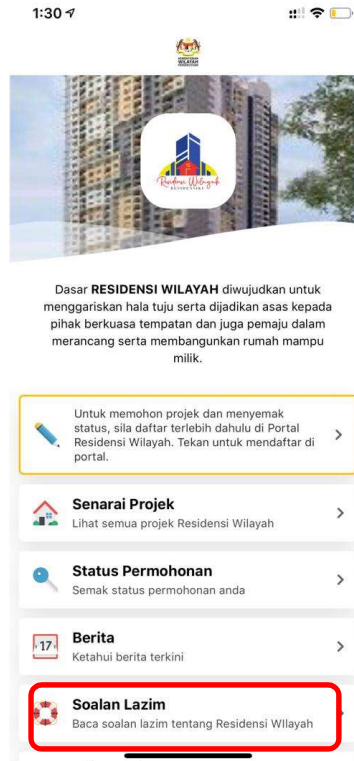 1:30
WILAYAH
Residensi Wilayah
Dasar RESIDENSI WILAYAH diwujudkan untuk
menggariskan hala tuju serta dijadikan asas kepada
pihak berkuasa tempatan dan juga pemaju dalam
merancang serta membangunkan rumah mampu
milik.
Untuk memohon projek dan menyemak
status, sila daftar terlebih dahulu di Portal
Residensi Wilayah. Tekan untuk mendaftar di
portal.
Senarai Projek
Lihat semua projek Residensi Wilayah
Status Permohonan
Semak status permohonan anda
17
Berita
Ketahui berita terkini
Soalan Lazim
Baca soalan lazim tentang Residensi WIlayah